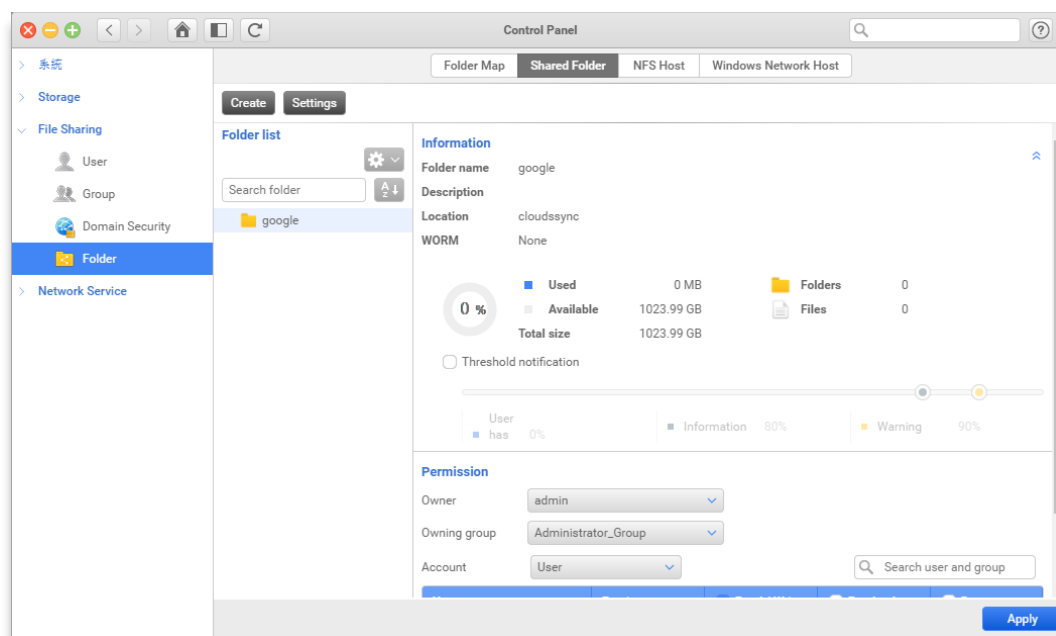 Control Panel
?
系統
Storage
File Sharing
User
Group
Domain Security
Folder
Network Service
Folder Map Shared Folder NFS Host Windows Network Host
Create Settings
Folder list
Search folder
google
Information
Folder name google
Description
Location cloudssync
WORM None
0 %
Used 0 MB Folders 0
Available 1023.99 GB Files 0
Total size 1023.99 GB
Threshold notification
User
has 0% Information 80% Warning 90%
Permission
Owner admin
Owning group Administrator_Group
Account User Search user and group
Apply